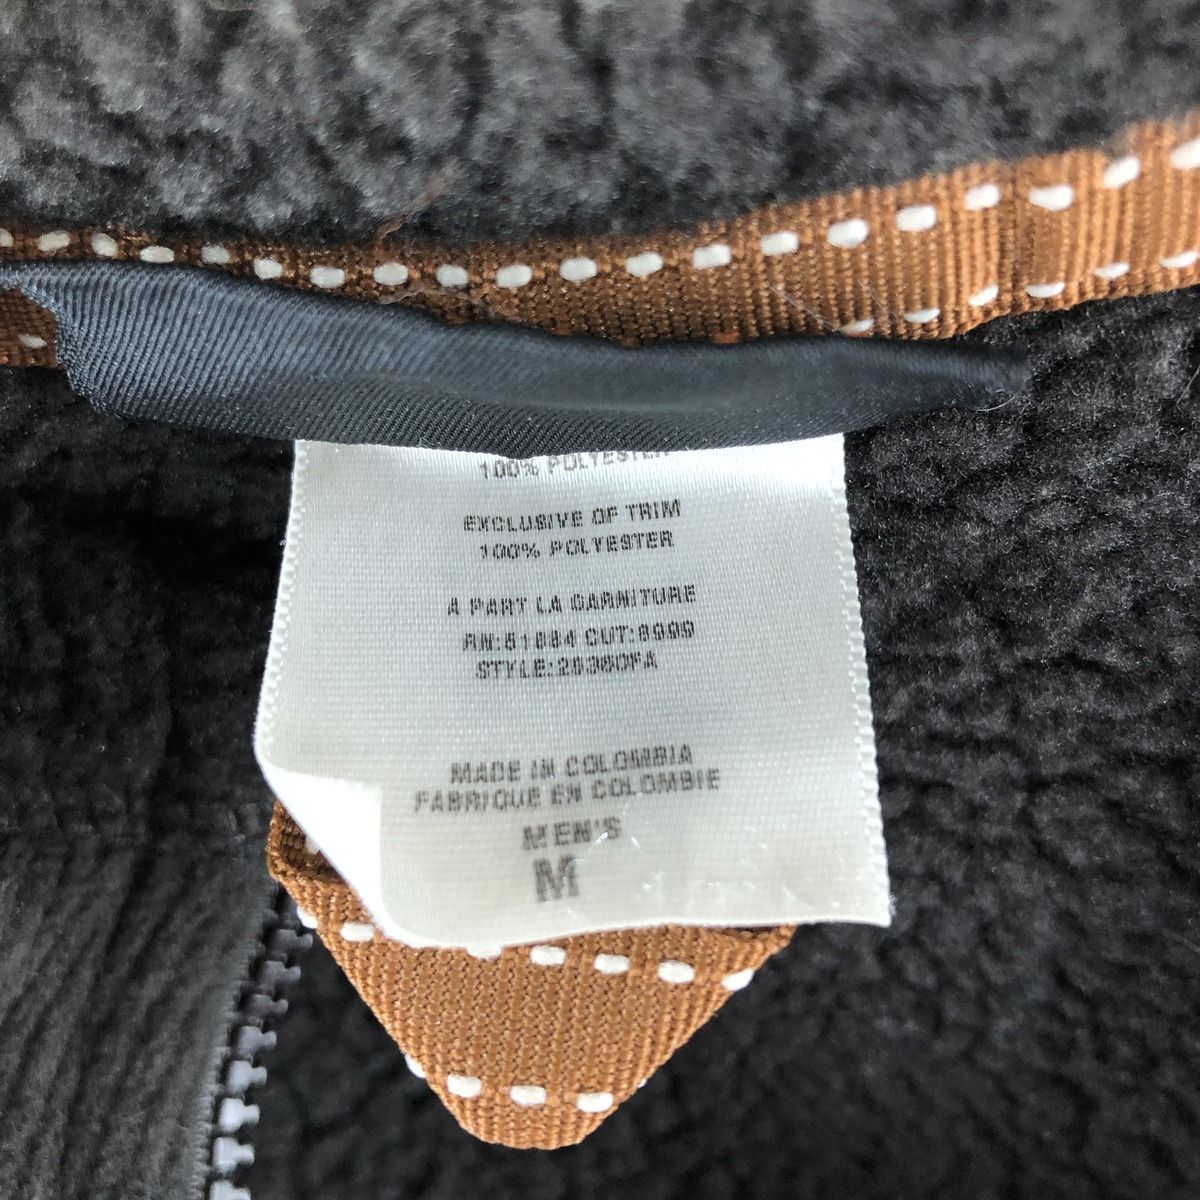 100% POLYESTER
EXCLUSIVE OF TRIM
100% POLYESTER
A PART LA GARNITURE
RN:51884 CUT:8999
STYLE:25360FA
MADE IN COLOMBIA
FABRIQUE EN COLOMBIE
MEN'S
M